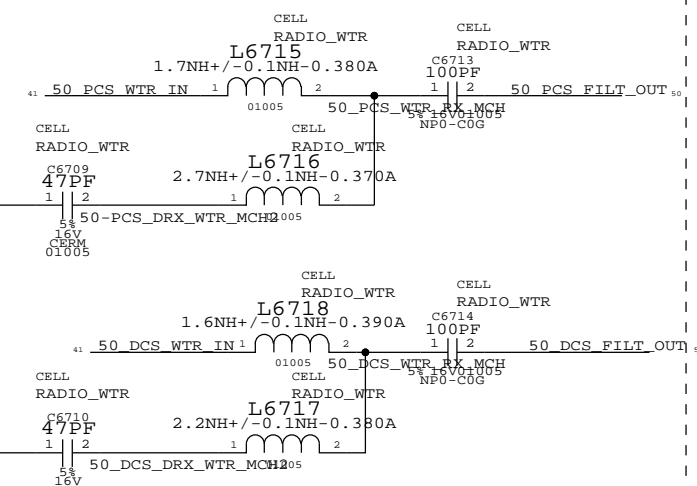 CELL
RADIO_WTR
L6715
1.7NH+/-0.1NH-0.380A
1 2
01005
41 50_PCS_WTR_IN
CELL
RADIO_WTR
C6713
100PF
1 2
50_PCS_FILT_OUT 50
50_PCS_WTR_RX_MCH
5% 16V 01005
NP0-C0G
CELL
RADIO_WTR
C6709
47PF
1 2
5%
16V
CERM
01005
CELL
RADIO_WTR
L6716
2.7NH+/-0.1NH-0.370A
1 2
01005
50-PCS_DRX_WTR_MCH2
CELL
RADIO_WTR
L6718
1.6NH+/-0.1NH-0.390A
1 2
01005
41 50_DCS_WTR_IN
CELL
RADIO_WTR
C6714
100PF
1 2
50_DCS_FILT_OUT
50_DCS_WTR_RX_MCH
5% 16V 01005
NP0-C0G
CELL
RADIO_WTR
C6710
47PF
1 2
5%
16V
CELL
RADIO_WTR
L6717
2.2NH+/-0.1NH-0.380A
1 2
01005
50_DCS_DRX_WTR_MCH2